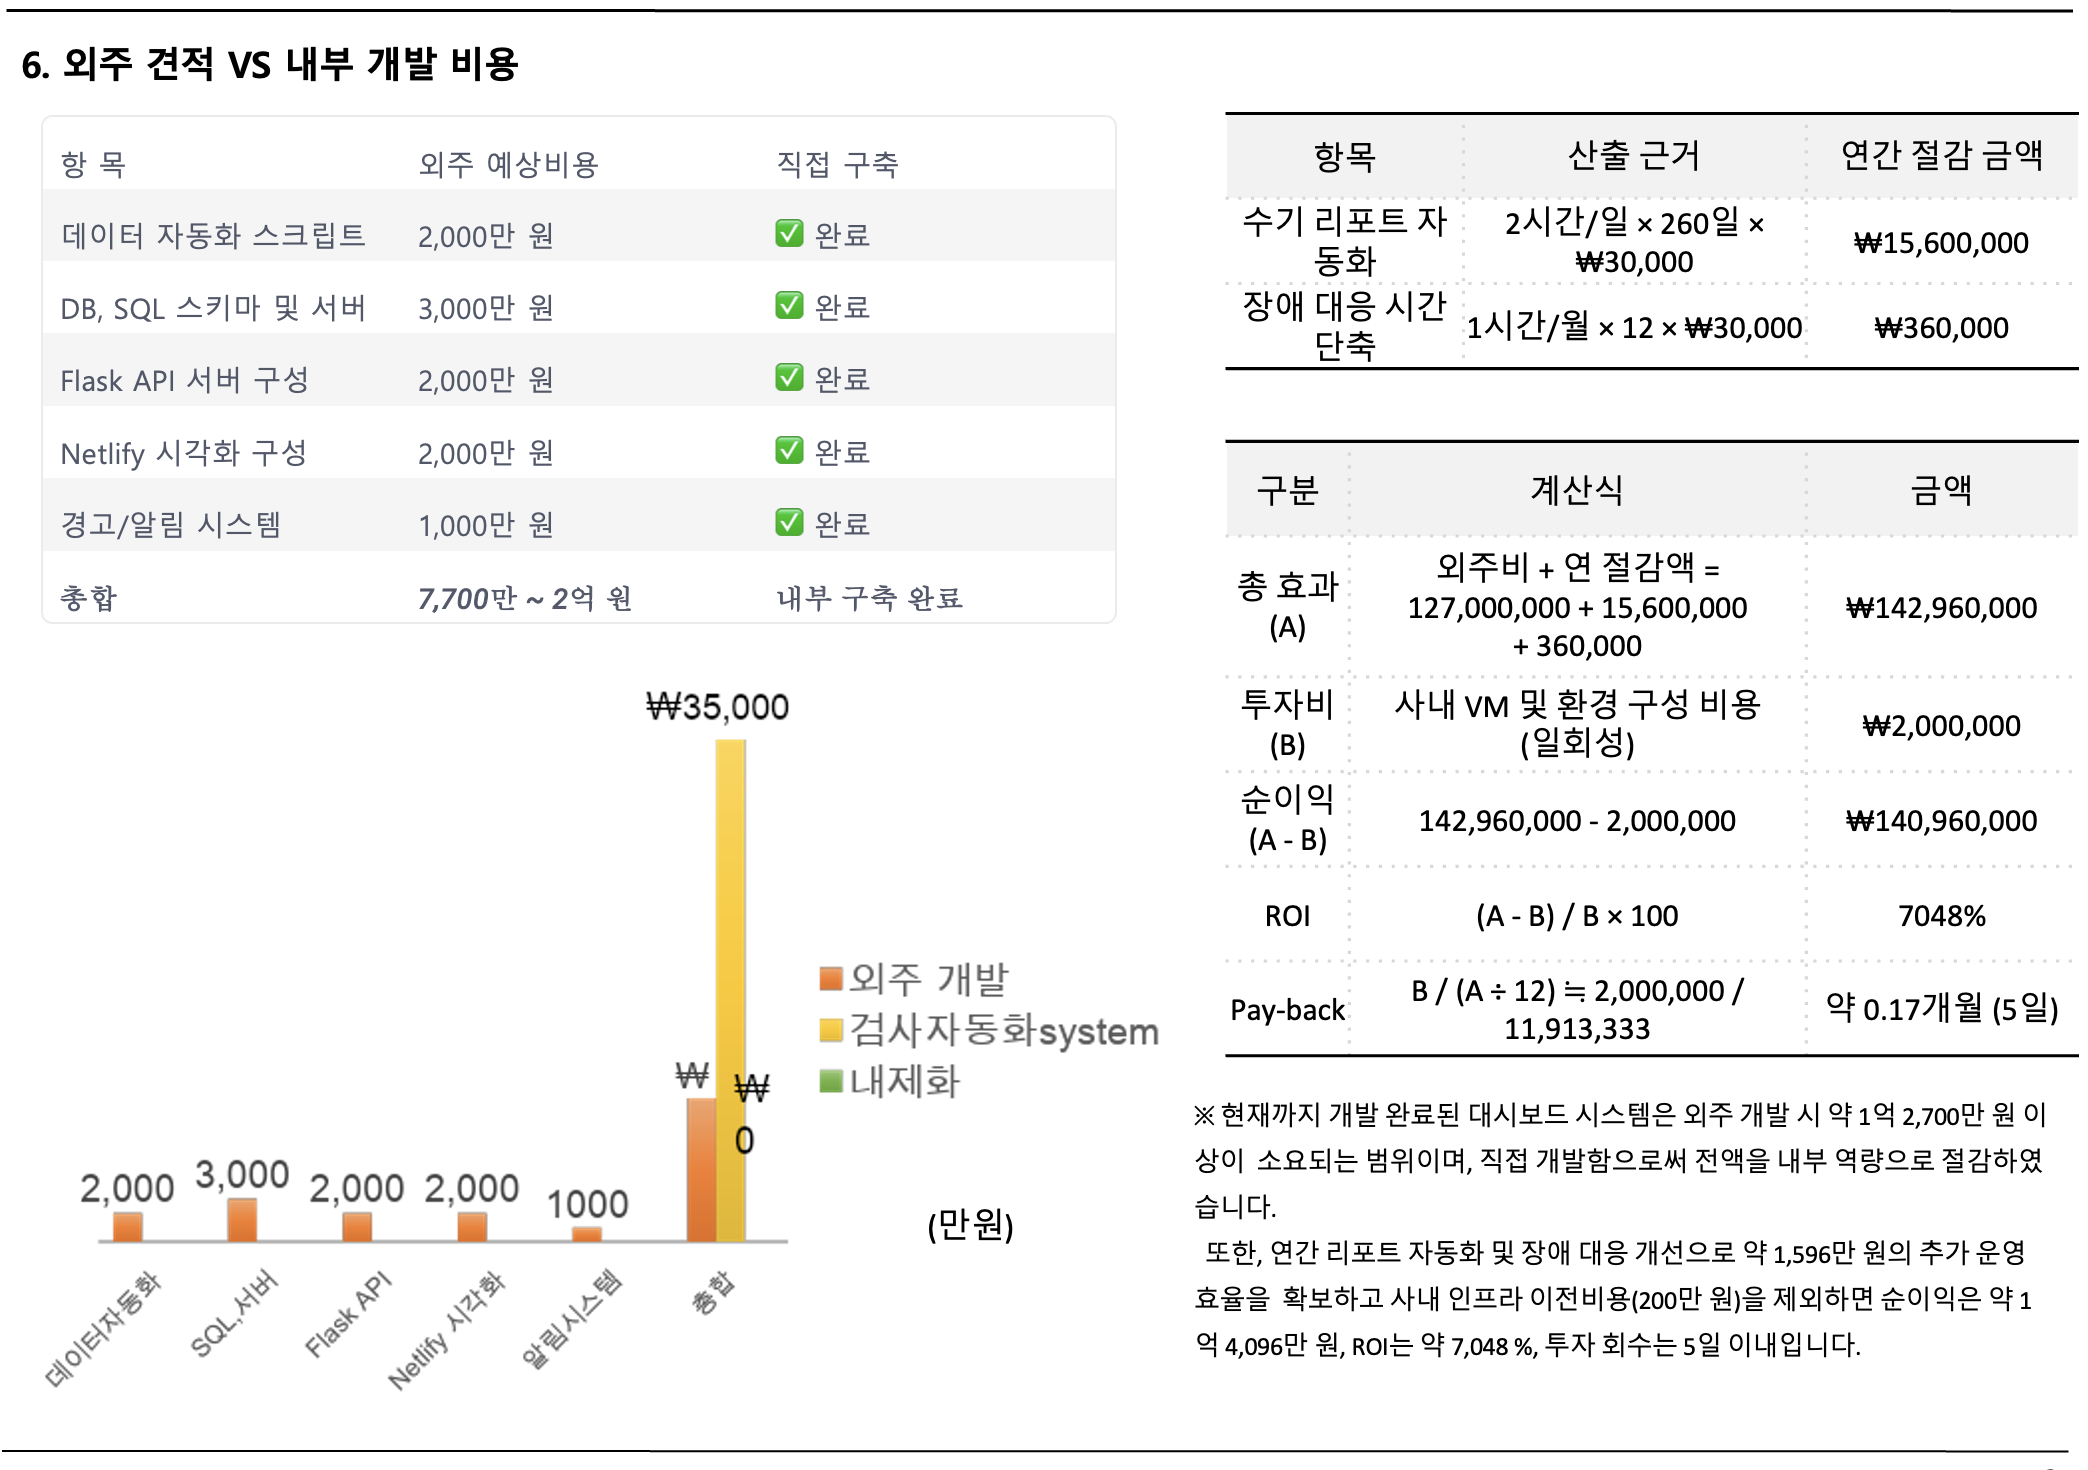 6. 외주 견적 VS 내부 개발 비용
항 목 외주 예상비용 직접 구축
데이터 자동화 스크립트 2,000만 원 ✅ 완료
DB, SQL 스키마 및 서버 3,000만 원 ✅ 완료
Flask API 서버 구성 2,000만 원 ✅ 완료
Netlify 시각화 구성 2,000만 원 ✅ 완료
경고/알림 시스템 1,000만 원 ✅ 완료
총합 7,700만 ~ 2억 원 내부 구축 완료
₩35,000
₩
₩
0
2,000
3,000
2,000
2,000
1000
데이터자동화
SQL,서버
Flask API
Netlify 시각화
알림시스템
총합
외주 개발
검사자동화system
내제화
(만원)
항목 산출 근거 연간 절감 금액
수기 리포트 자
동화
2시간/일 × 260일 ×
₩30,000
₩15,600,000
장애 대응 시간
단축
1시간/월 × 12 × ₩30,000
₩360,000
구분 계산식 금액
총 효과
(A)
외주비 + 연 절감액 =
127,000,000 + 15,600,000
+ 360,000
₩142,960,000
투자비
(B)
사내 VM 및 환경 구성 비용
(일회성)
₩2,000,000
순이익
(A - B)
142,960,000 - 2,000,000
₩140,960,000
ROI (A - B) / B × 100 7048%
Pay-back
B / (A ÷ 12) ≒ 2,000,000 /
11,913,333
약 0.17개월 (5일)
※ 현재까지 개발 완료된 대시보드 시스템은 외주 개발 시 약 1억 2,700만 원 이
상이 소요되는 범위이며, 직접 개발함으로써 전액을 내부 역량으로 절감하였
습니다.
또한, 연간 리포트 자동화 및 장애 대응 개선으로 약 1,596만 원의 추가 운영
효율을 확보하고 사내 인프라 이전비용(200만 원)을 제외하면 순이익은 약 1
억 4,096만 원, ROI는 약 7,048 %, 투자 회수는 5일 이내입니다.